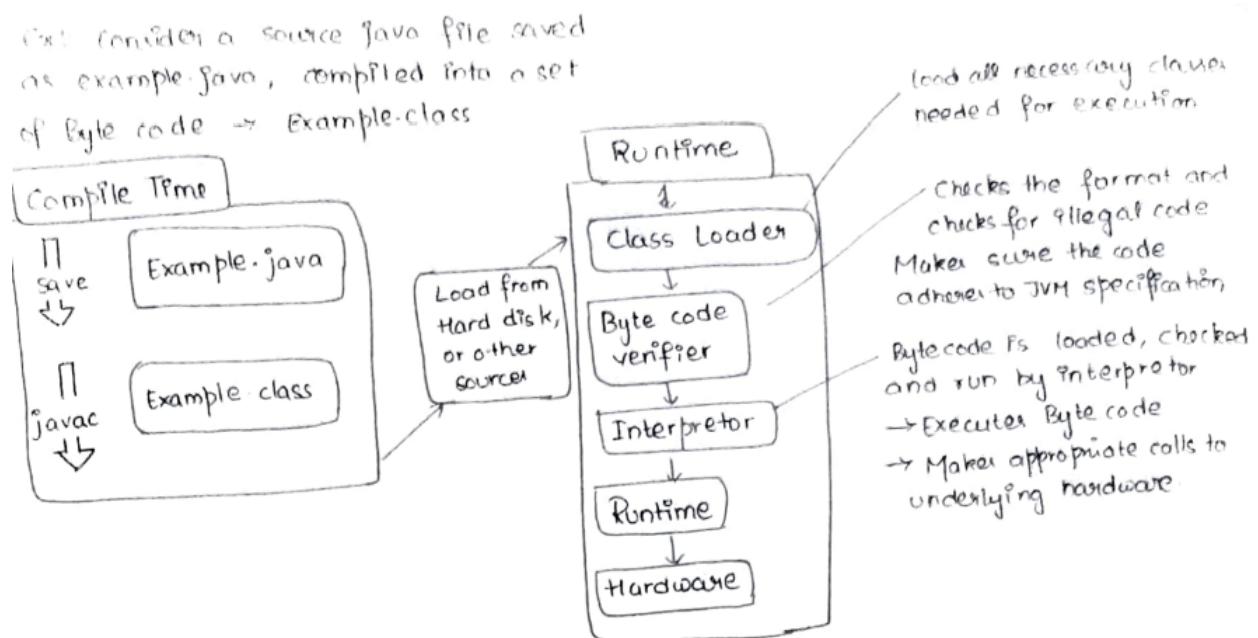 Ex: Consider a source java file saved
as example.java, compiled into a set
of Byte code → Example.class
Compile Time
save
Example.java
javac
Example.class
Load from
Hard disk,
or other
sources
Runtime
Class Loader
Byte code
verifier
Interpretor
Runtime
Hardware
load all necessary classes
needed for execution
Checks the format and
checks for illegal code
Makes sure the code
adheres to JVM specification
Bytecode is loaded, checked
and run by interpretor
→ Executes Byte code
→ Makes appropriate calls to
underlying hardware.